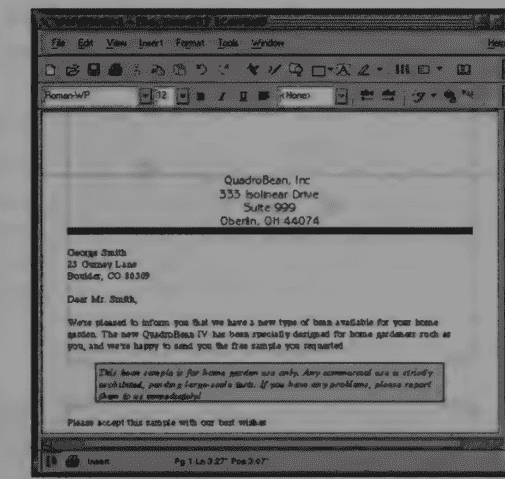 File Edit View Insert Format Tools Window Help
Roman-WP 12 <None>
QuadroBean, Inc
333 Isolinear Drive
Suite 999
Oberlin, OH 44074
George Smith
23 Gurney Lane
Boulder, CO 80309
Dear Mr. Smith,
We're pleased to inform you that we have a new type of bean available for your home
garden. The new QuadroBean IV has been specially designed for home gardeners such as
you, and we're happy to send you the free sample you requested
This bean sample is for home garden use only. Any commercial use is strictly
prohibited, pending large-scale tests. If you have any problems, please report
them to us immediately!
Please accept this sample with our best wishes
Insert Pg 1 Ln 3.27" Pos 3.07"